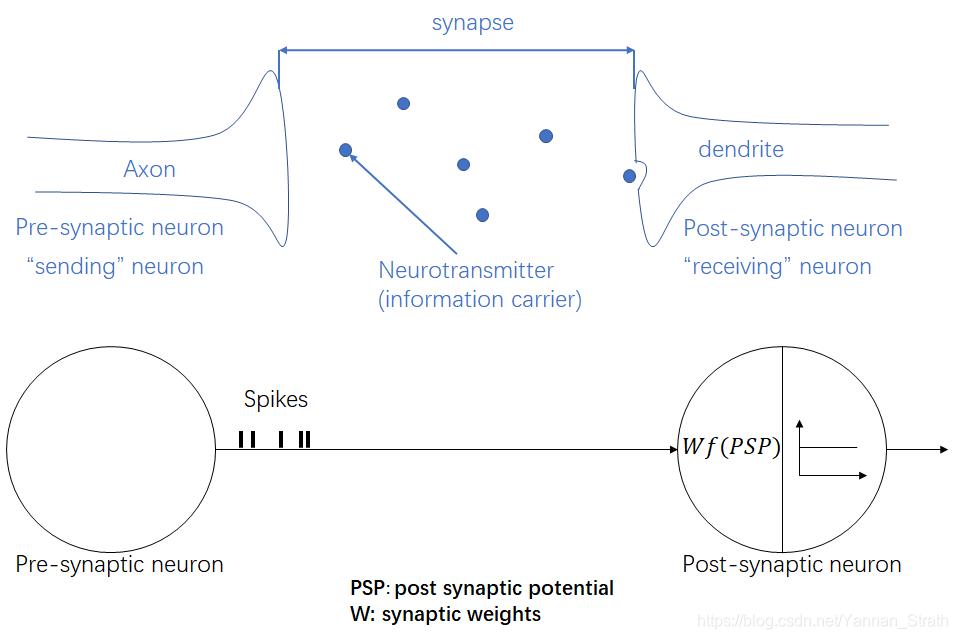 synapse
Axon
dendrite
Pre-synaptic neuron
“sending” neuron
Post-synaptic neuron
“receiving” neuron
Neurotransmitter
(information carrier)
Spikes
Wf(PSP)
Pre-synaptic neuron
Post-synaptic neuron
PSP: post synaptic potential
W: synaptic weights
https://blog.csdn.net/Yannan_Strath